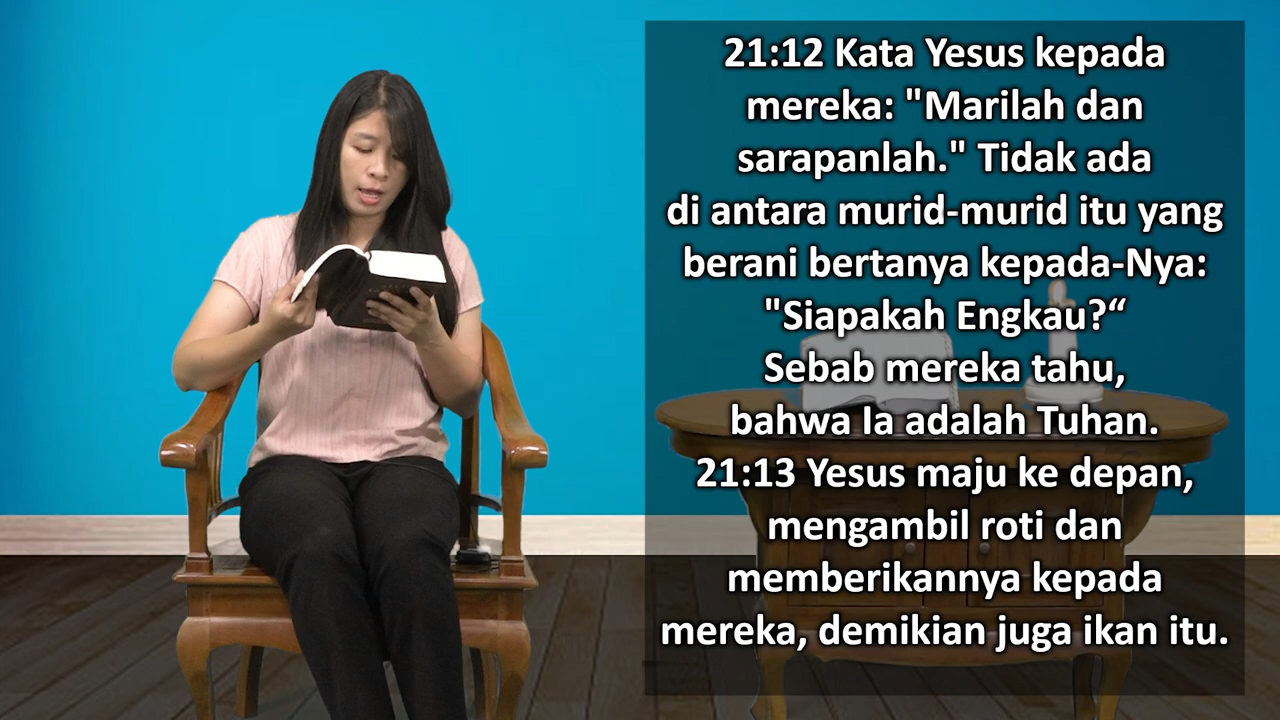 21:12 Kata Yesus kepada
mereka: "Marilah dan
sarapanlah." Tidak ada
di antara murid-murid itu yang
berani bertanya kepada-Nya:
"Siapakah Engkau?“
Sebab mereka tahu,
bahwa Ia adalah Tuhan.
21:13 Yesus maju ke depan,
mengambil roti dan
memberikannya kepada
mereka, demikian juga ikan itu.